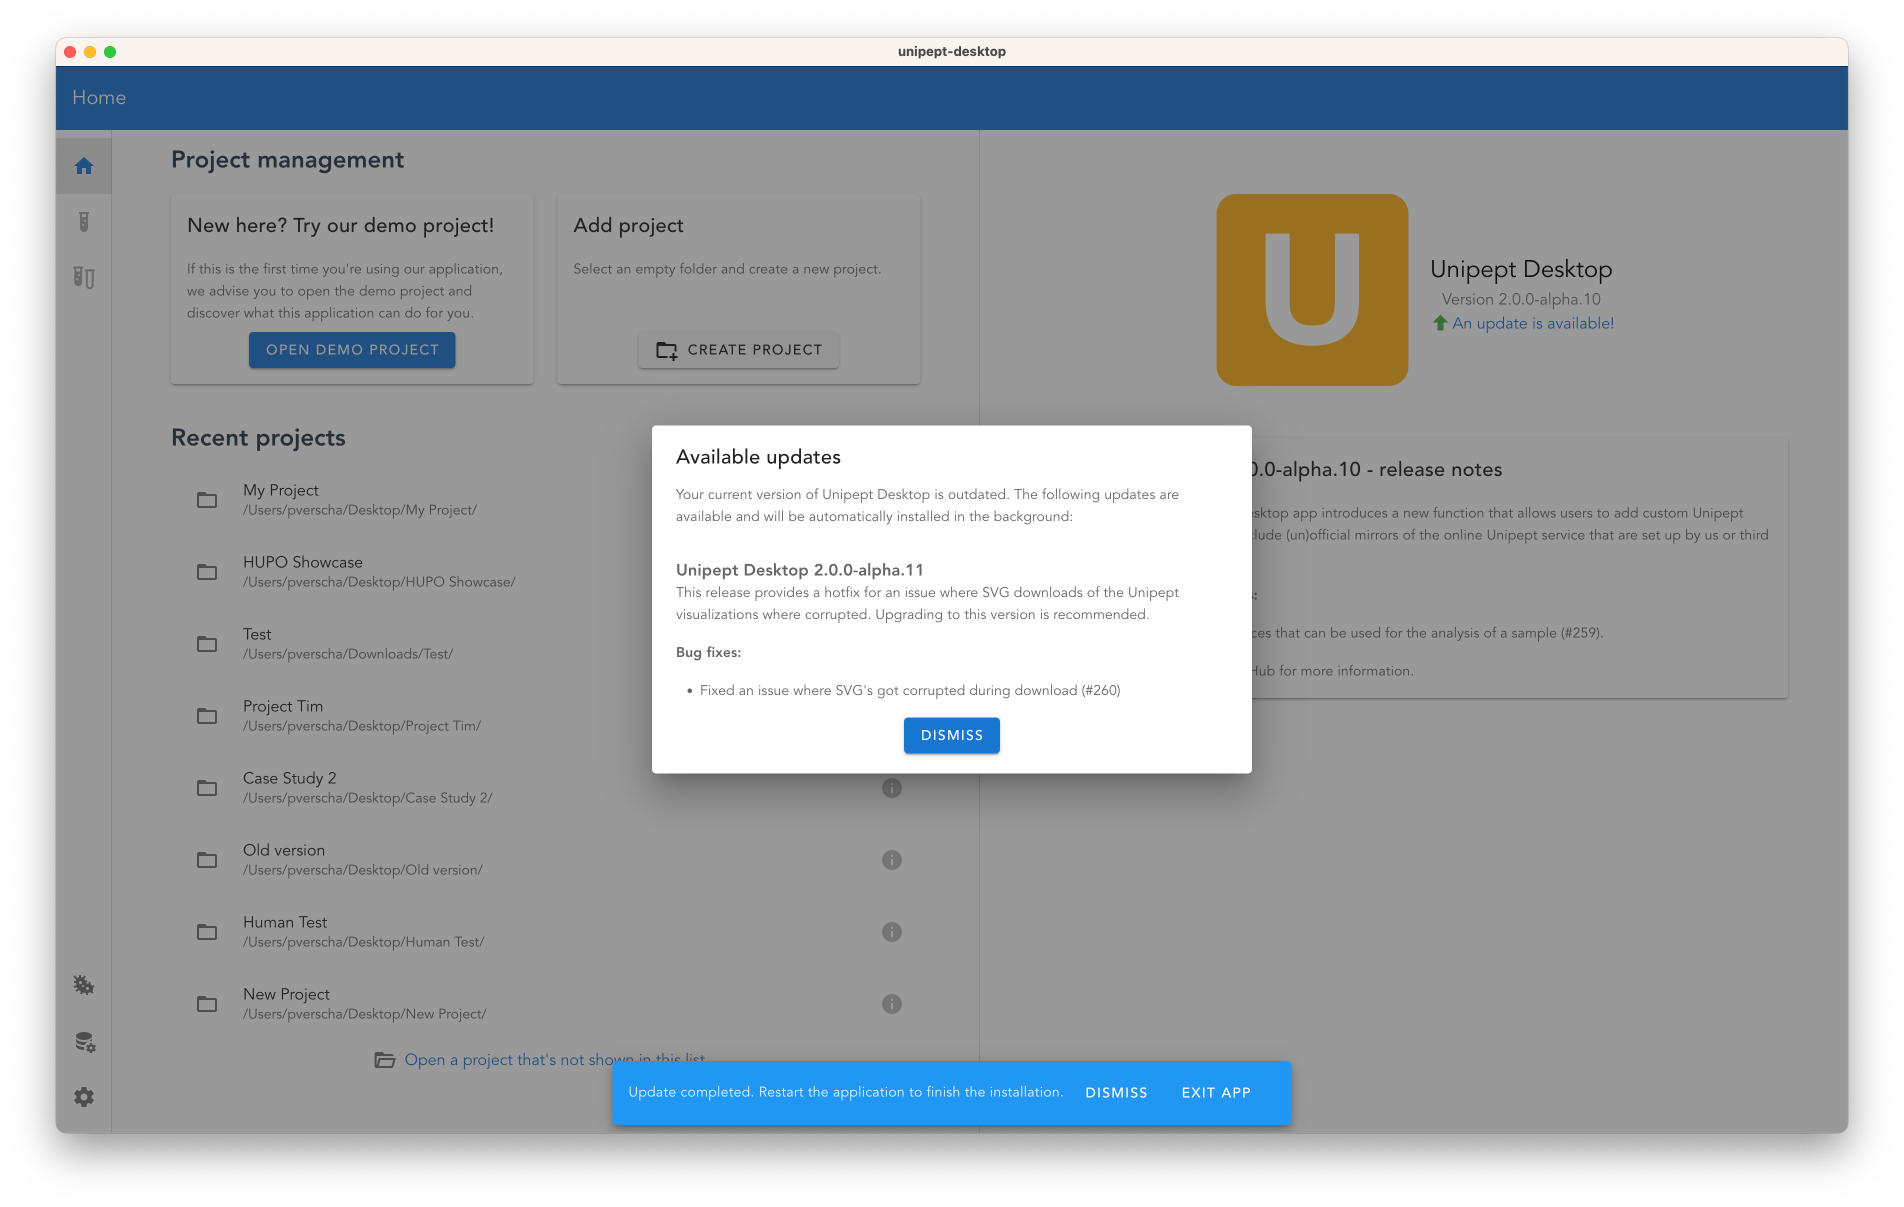 unipept-desktop
Home
Project management
New here? Try our demo project!
If this is the first time you're using our application,
we advise you to open the demo project and
discover what this application can do for you.
OPEN DEMO PROJECT
Add project
Select an empty folder and create a new project.
CREATE PROJECT
U
Unipept Desktop
Version 2.0.0-alpha.10
An update is available!
Recent projects
My Project
/Users/pverscha/Desktop/My Project/
HUPO Showcase
/Users/pverscha/Desktop/HUPO Showcase/
Test
/Users/pverscha/Downloads/Test/
Project Tim
/Users/pverscha/Desktop/Project Tim/
Case Study 2
/Users/pverscha/Desktop/Case Study 2/
Old version
/Users/pverscha/Desktop/Old version/
Human Test
/Users/pverscha/Desktop/Human Test/
New Project
/Users/pverscha/Desktop/New Project/
Open a project that's not shown in this list
Available updates
Your current version of Unipept Desktop is outdated. The following updates are
available and will be automatically installed in the background:
Unipept Desktop 2.0.0-alpha.11
This release provides a hotfix for an issue where SVG downloads of the Unipept
visualizations where corrupted. Upgrading to this version is recommended.
Bug fixes:
• Fixed an issue where SVG's got corrupted during download (#260)
DISMISS
.0-alpha.10 - release notes
app introduces a new function that allows users to add custom Unipept
(un)official mirrors of the online Unipept service that are set up by us or third
that can be used for the analysis of a sample (#259).
for more information.
Update completed. Restart the application to finish the installation.
DISMISS
EXIT APP